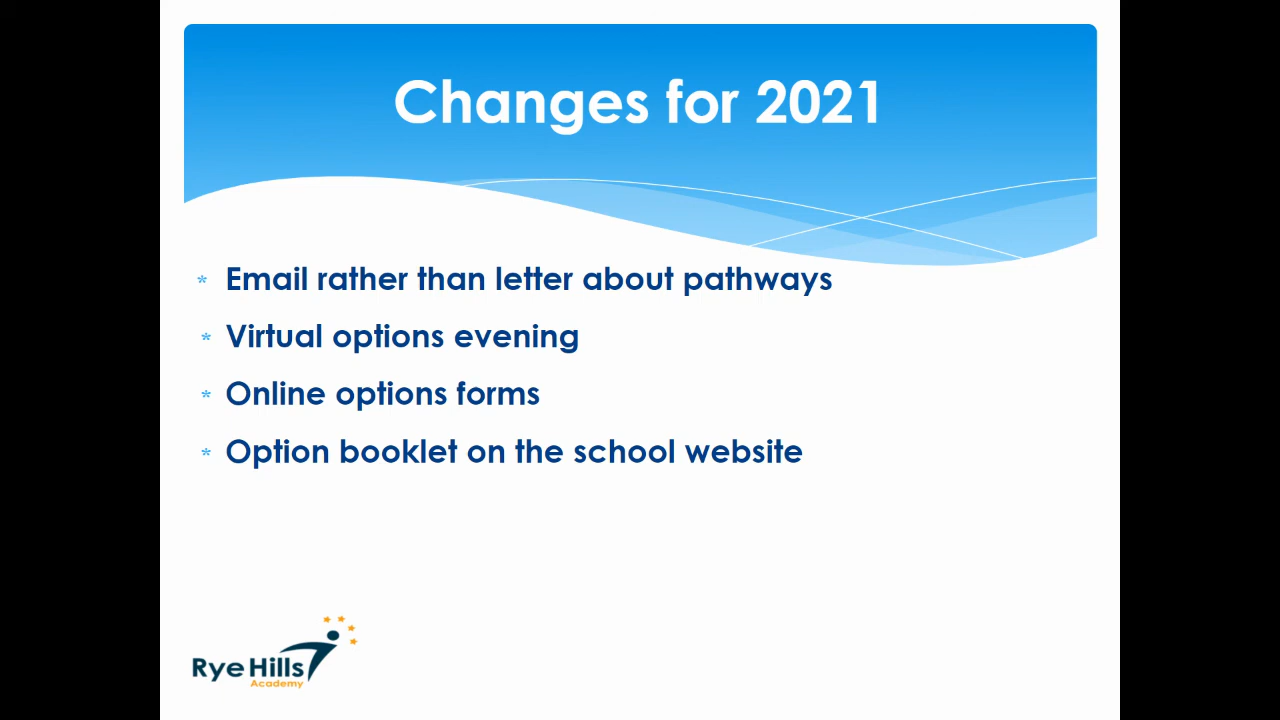 Changes for 2021
* Email rather than letter about pathways
* Virtual options evening
* Online options forms
* Option booklet on the school website
Rye Hills
Academy